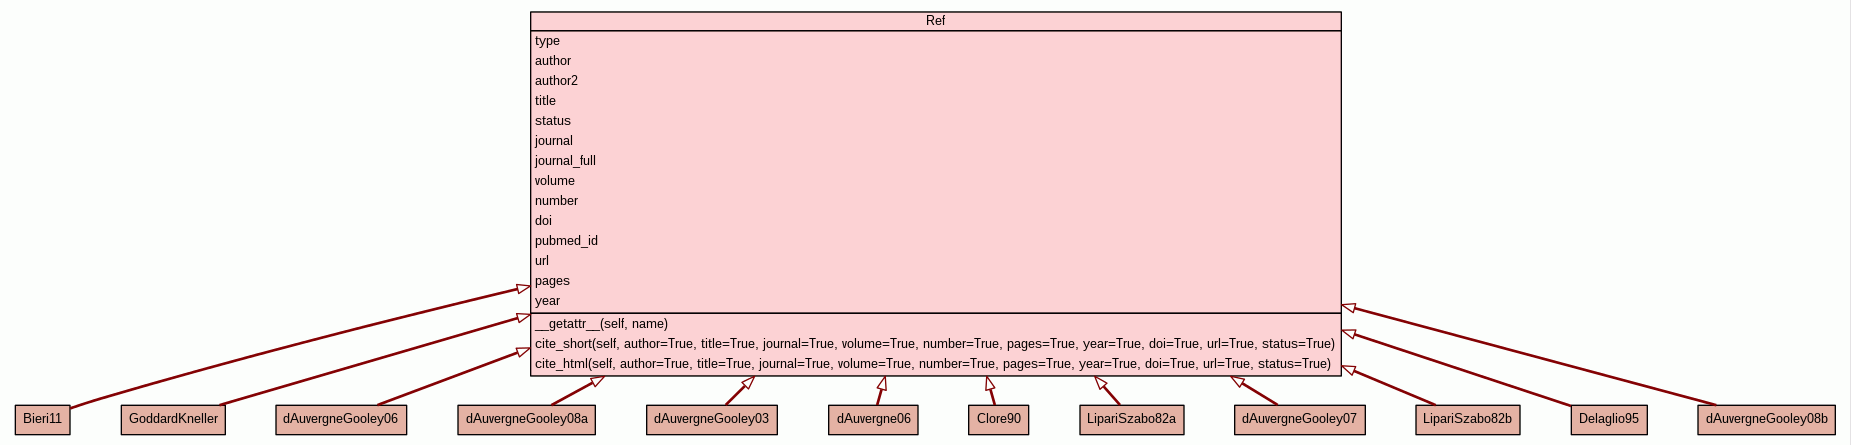 Ref
type
author
author2
title
status
journal
journal_full
volume
number
doi
pubmed_id
url
pages
year
__getattr__(self, name)
cite_short(self, author=True, title=True, journal=True, volume=True, number=True, pages=True, year=True, doi=True, url=True, status=True)
cite_html(self, author=True, title=True, journal=True, volume=True, number=True, pages=True, year=True, doi=True, url=True, status=True)
Bieri11 GoddardKneller dAuvergneGooley06 dAuvergneGooley08a dAuvergneGooley03 dAuvergne06 Clore90 LipariSzabo82a dAuvergneGooley07 LipariSzabo82b Delaglio95 dAuvergneGooley08b